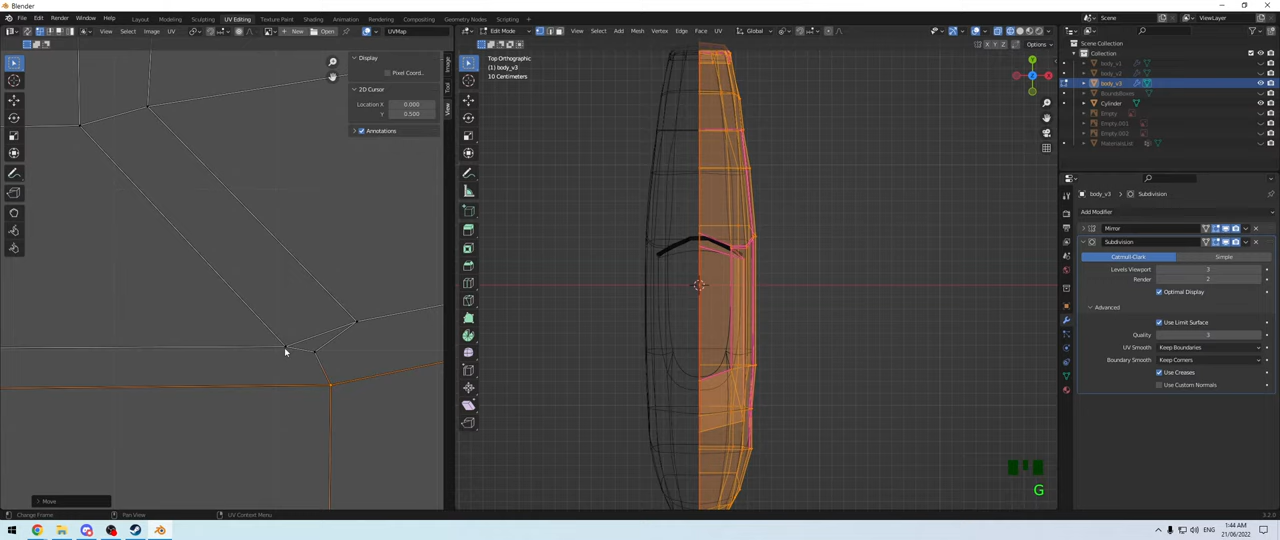 Blender
File Edit Render Window Help Layout Modeling Sculpting UV Editing Texture Paint Shading Animation Rendering Compositing Geometry Nodes Scripting Scene ViewLayer
View Select Image UV New Open UVMap Edit Mode View Select Add Mesh Vertex Edge Face UV Global Options
X Y Z
Scene Collection
Collection
body_v1
body_v2
body_v3
Cylinder
Empty
Empty.001
Empty.002
MaterialsList
Display
Pixel Coord..
2D Cursor
Location X 0.000
Y 0.500
Annotations
Image
Tool
View
Top Orthographic
(1) body_v3
10 Centimeters
Y
X
Z
body_v3 Subdivision
Add Modifier
Mirror
Subdivision
Catmull-Clark Simple
Levels Viewport 3
Render 2
Optimal Display
Advanced
Use Limit Surface
Quality 3
UV Smooth Keep Boundaries
Boundary Smooth Keep Corners
Use Creases
Use Custom Normals
G
Move
Change Frame Pan View UV Context Menu 3.2.0
ENG 1:44 AM
21/06/2022